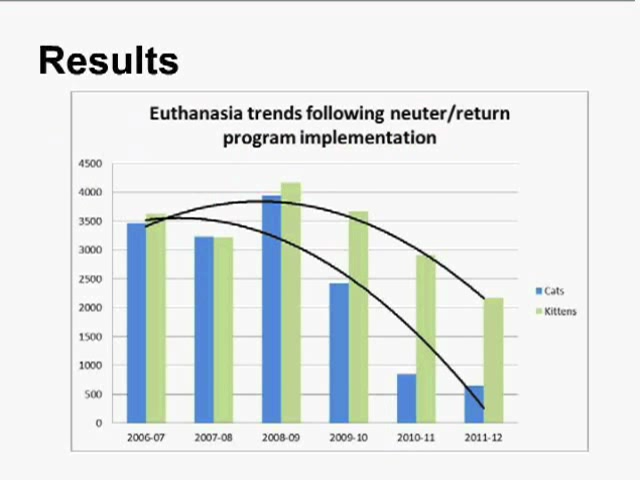 Results
Euthanasia trends following neuter/return
program implementation
4500
4000
3500
3000
2500
2000
1500
1000
500
0
Cats
Kittens
2006-07 2007-08 2008-09 2009-10 2010-11 2011-12